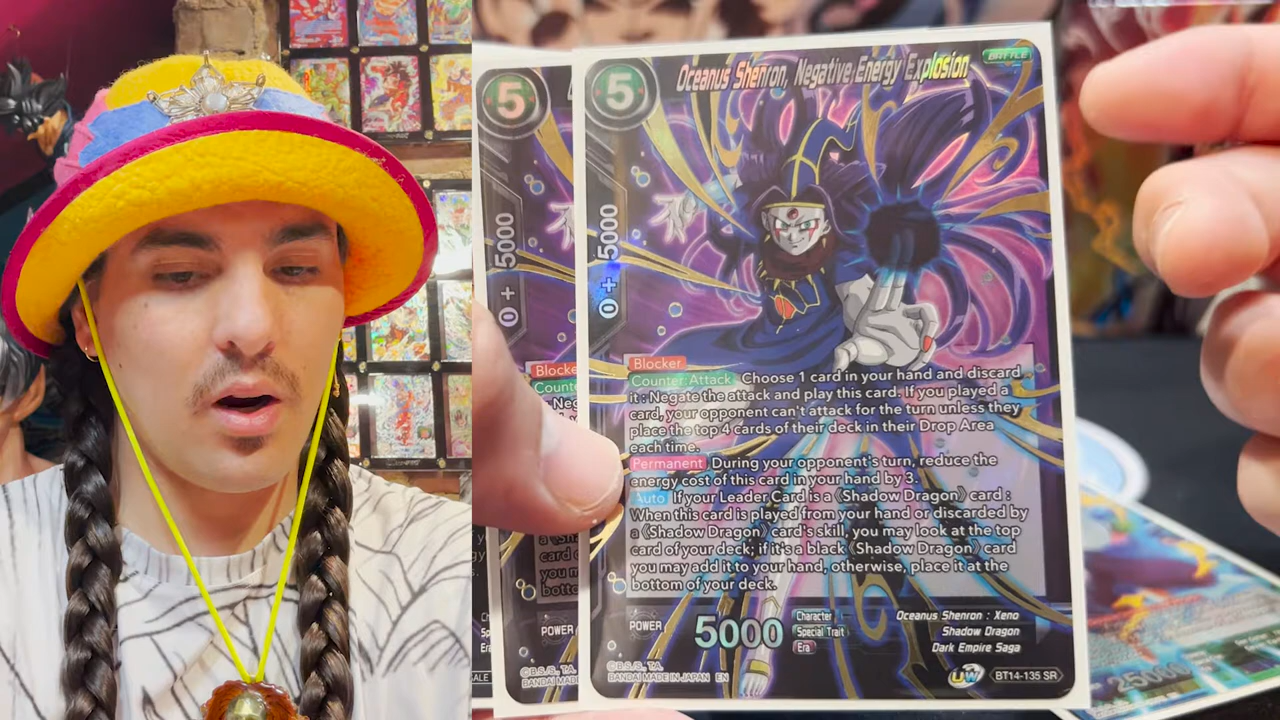 5
5
Oceanus Shenron, Negative Energy Explosion
BATTLE
0 + 5000
0 + 5000
Blocker
Counter
Neg
Blocker
Counter:Attack Choose 1 card in your hand and discard
it : Negate the attack and play this card. If you played a
card, your opponent can't attack for the turn unless they
place the top 4 cards of their deck in their Drop Area
each time.
Permanent During your opponent's turn, reduce the
energy cost of this card in your hand by 3.
Auto If your Leader Card is a 《Shadow Dragon》 card :
When this card is played from your hand or discarded by
a 《Shadow Dragon》 card's skill, you may look at the top
card of your deck; if it's a black 《Shadow Dragon》 card
you may add it to your hand, otherwise, place it at the
bottom of your deck.
POWER
POWER
5000
Character
Oceanus Shenron : Xeno
Special Trait
Shadow Dragon
Era
Dark Empire Saga
©B.S./S., T.A.
BANDAI MADE IN JAPAN EN
UW
BT14-135 SR
©B.S./S., TA.
BANDAI MADE IN
25000